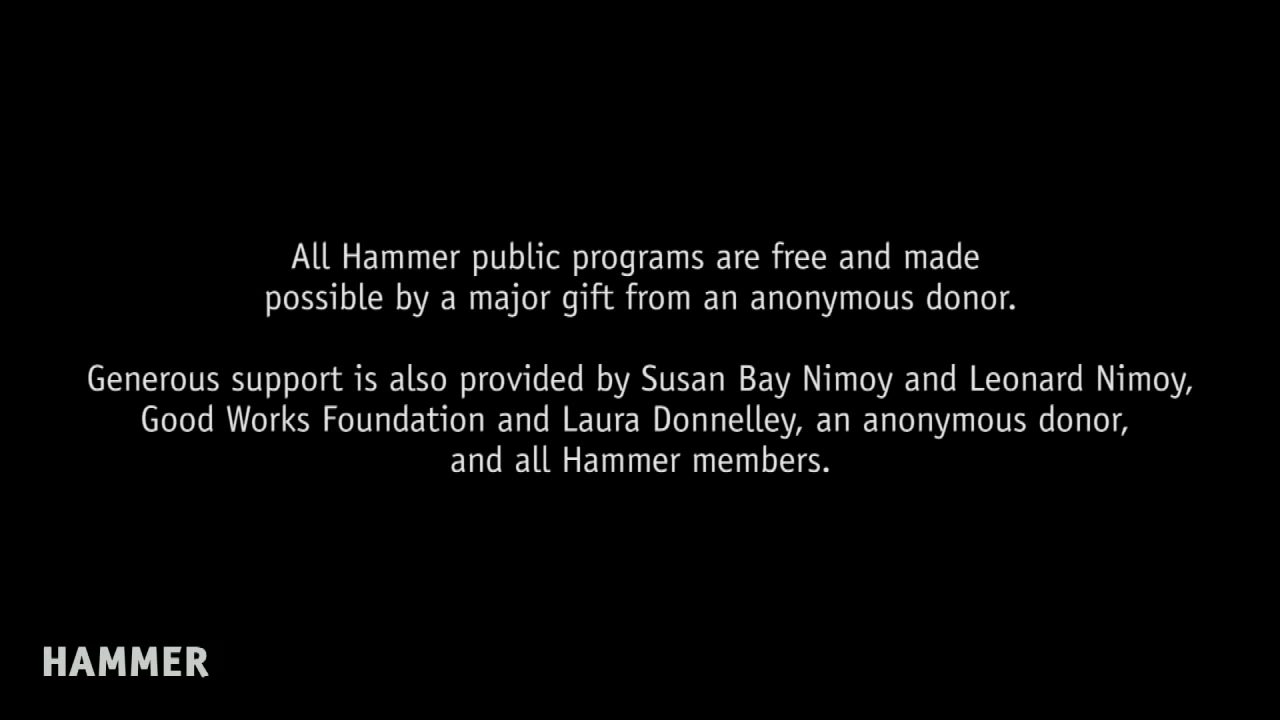 All Hammer public programs are free and made
possible by a major gift from an anonymous donor.
Generous support is also provided by Susan Bay Nimoy and Leonard Nimoy,
Good Works Foundation and Laura Donnelley, an anonymous donor,
and all Hammer members.
HAMMER